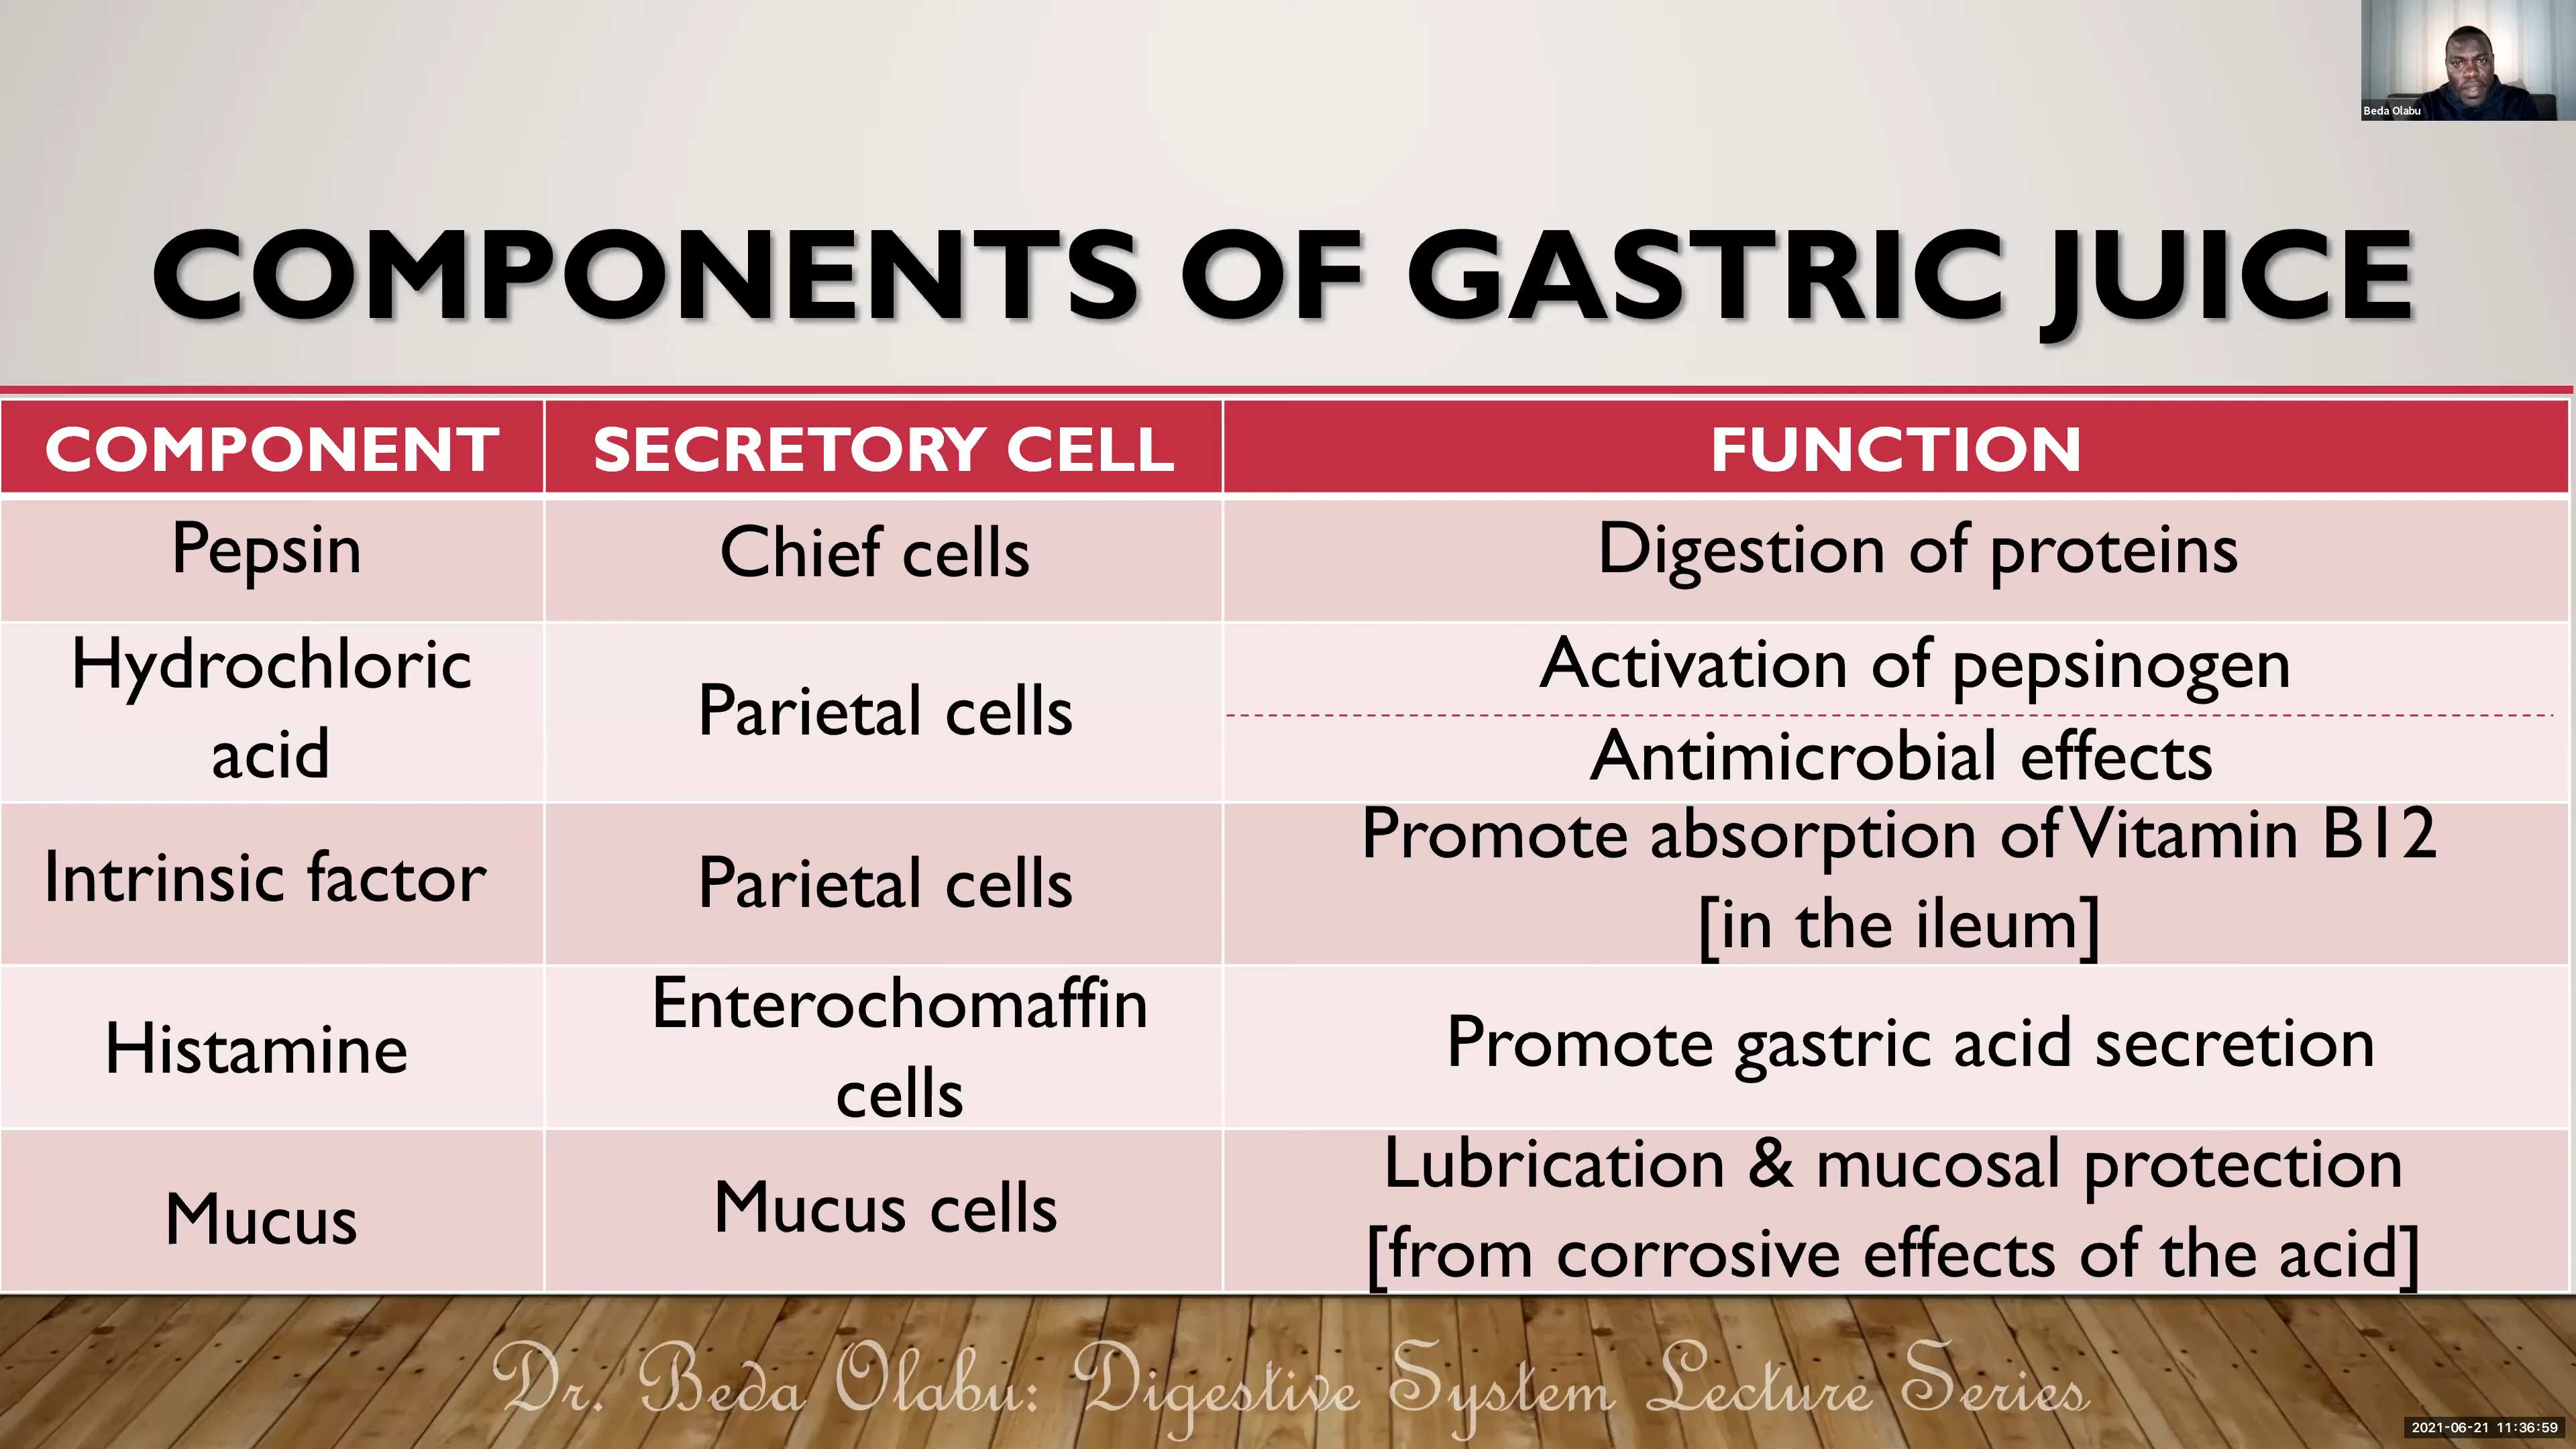 Beda Olabu
COMPONENTS OF GASTRIC JUICE
COMPONENT SECRETORY CELL FUNCTION
Pepsin Chief cells Digestion of proteins
Hydrochloric
acid
Parietal cells
Activation of pepsinogen
Antimicrobial effects
Intrinsic factor
Parietal cells
Promote absorption of Vitamin B12
[in the ileum]
Histamine
Enterochomaffin
cells
Promote gastric acid secretion
Mucus
Mucus cells
Lubrication & mucosal protection
[from corrosive effects of the acid]
Dr. Beda Olabu: Digestive System Lecture Series
2021-06-21 11:36:59